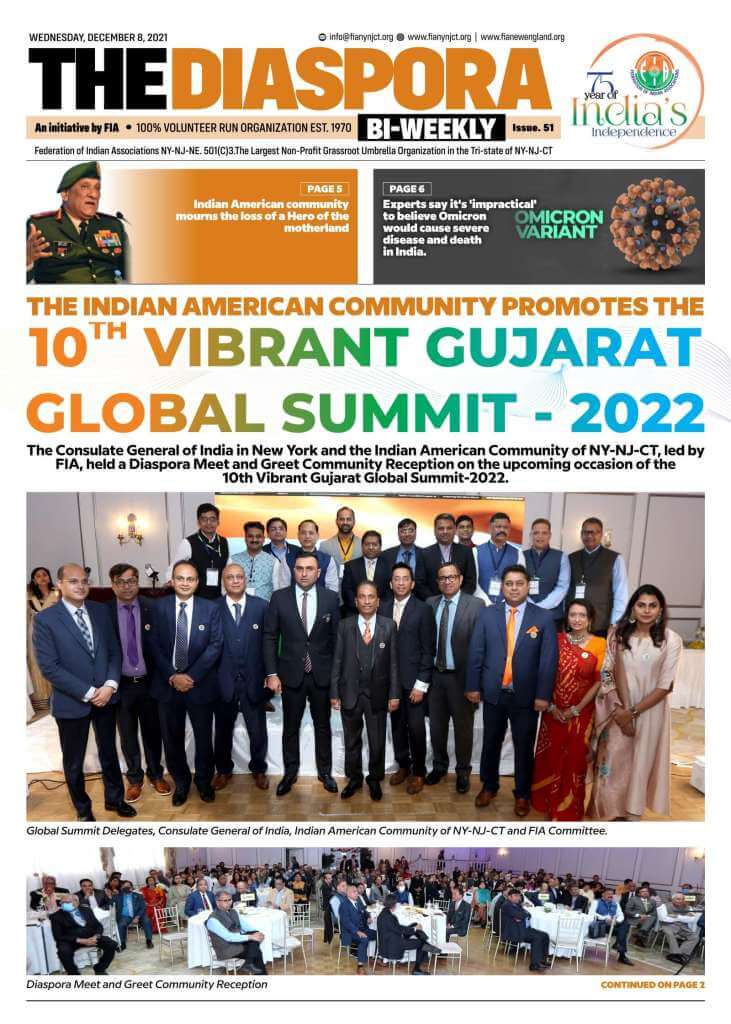 WEDNESDAY, DECEMBER 8, 2021
info@fianynjct.org www.fianynjct.org | www.fianewengland.org
THE DIASPORA
An initiative by FIA • 100% VOLUNTEER RUN ORGANIZATION EST. 1970
BI-WEEKLY
Issue. 51
Federation of Indian Associations NY-NJ-NE. 501(C)3.The Largest Non-Profit Grassroot Umbrella Organization in the Tri-state of NY-NJ-CT
75
year of
India's
Independence
PAGE 5
Indian American community
mourns the loss of a Hero of the
motherland
PAGE 6
Experts say it's 'impractical'
to believe Omicron
would cause severe
disease and death
in India.
OMICRON
VARIANT
THE INDIAN AMERICAN COMMUNITY PROMOTES THE
10TH VIBRANT GUJARAT
GLOBAL SUMMIT - 2022
The Consulate General of India in New York and the Indian American Community of NY-NJ-CT, led by
FIA, held a Diaspora Meet and Greet Community Reception on the upcoming occasion of the
10th Vibrant Gujarat Global Summit-2022.
Global Summit Delegates, Consulate General of India, Indian American Community of NY-NJ-CT and FIA Committee.
Diaspora Meet and Greet Community Reception
CONTINUED ON PAGE 2